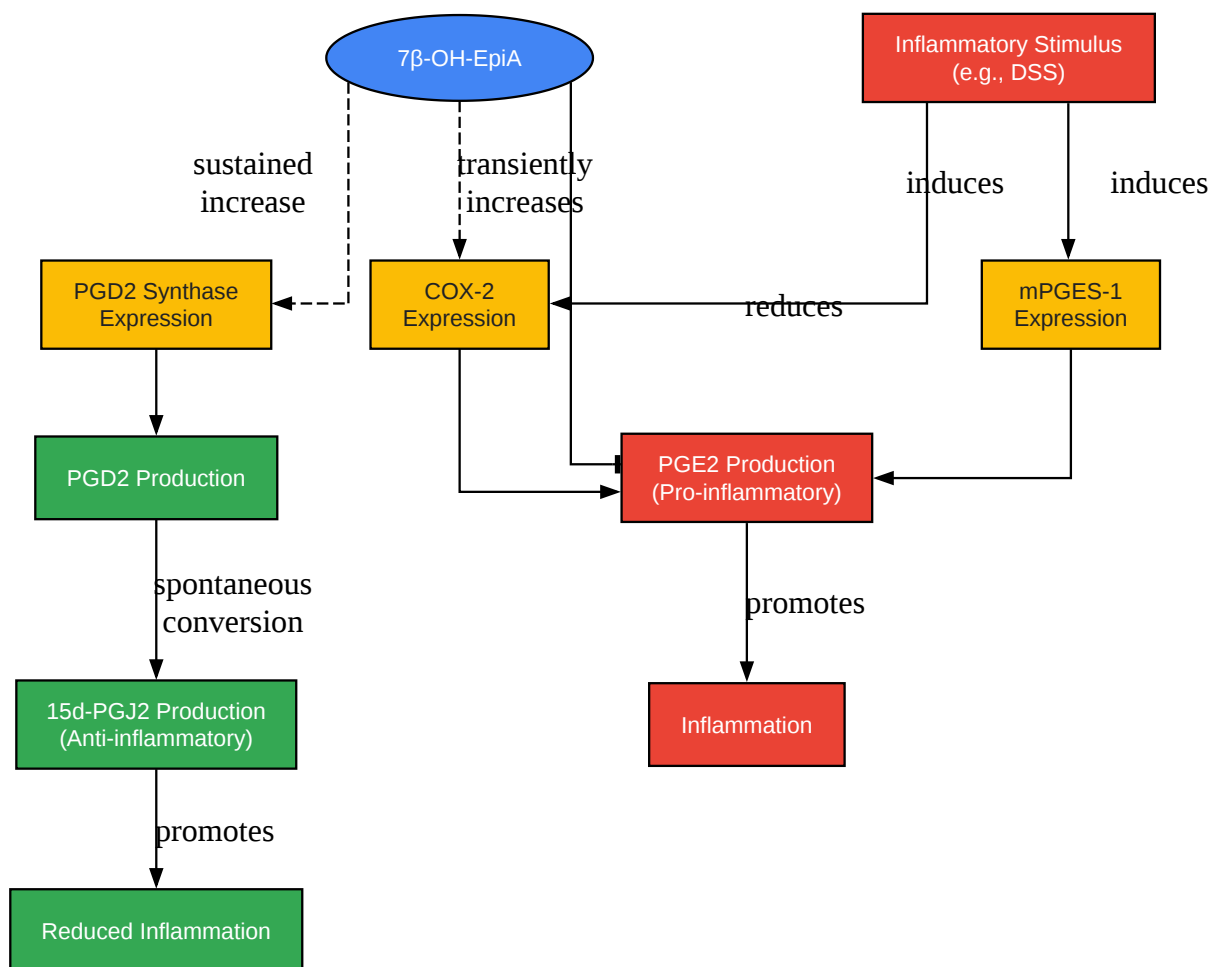 7β-OH-EpiA
Inflammatory Stimulus
(e.g., DSS)
sustained
increase
transiently
increases
induces
induces
PGD2 Synthase
Expression
COX-2
Expression
reduces
mPGES-1
Expression
PGD2 Production
PGE2 Production
(Pro-inflammatory)
spontaneous
conversion
promotes
15d-PGJ2 Production
(Anti-inflammatory)
Inflammation
promotes
Reduced Inflammation